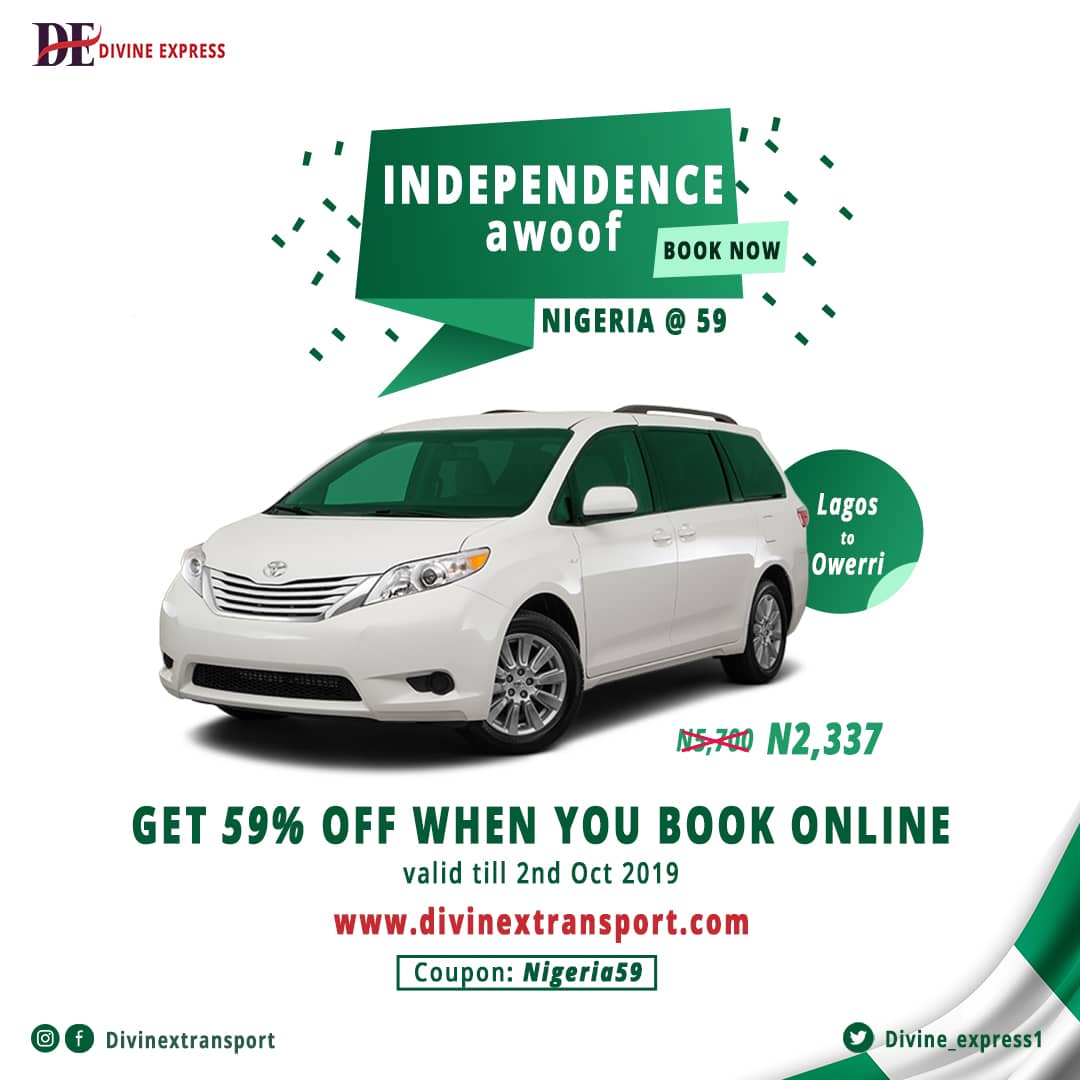 DE DIVINE EXPRESS
INDEPENDENCE
awoof
BOOK NOW
NIGERIA @ 59
Lagos
to
Owerri
N5,700 N2,337
GET 59% OFF WHEN YOU BOOK ONLINE
valid till 2nd Oct 2019
www.divinextransport.com
Coupon: Nigeria59
Divinextransport
Divine_express1